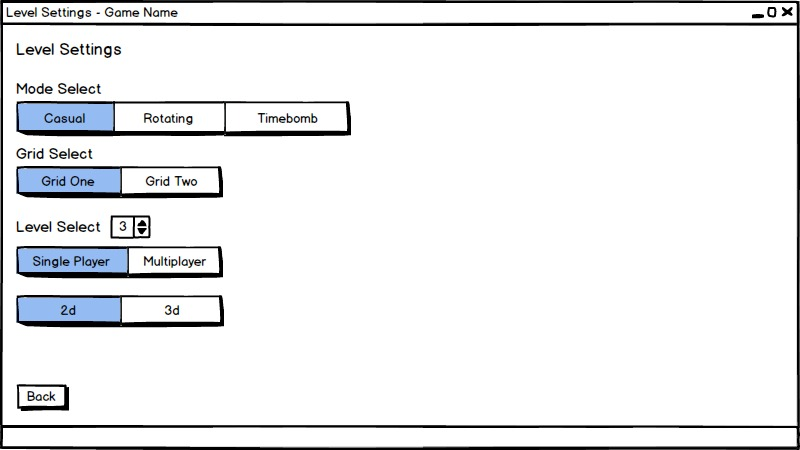 Level Settings - Game Name
Level Settings
Mode Select
Casual Rotating Timebomb
Grid Select
Grid One Grid Two
Level Select 3
Single Player Multiplayer
2d 3d
Back